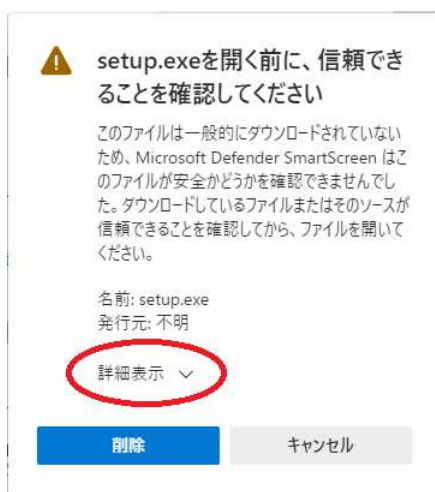 setup.exeを開く前に、信頼でき
ることを確認してください
このファイルは一般的にダウンロードされていない
ため、Microsoft Defender SmartScreen はこ
のファイルが安全かどうかを確認できませんでし
た。ダウンロードしているファイルまたはそのソースが
信頼できることを確認してから、ファイルを開いて
ください。
名前: setup.exe
発行元: 不明
詳細表示
削除
キャンセル